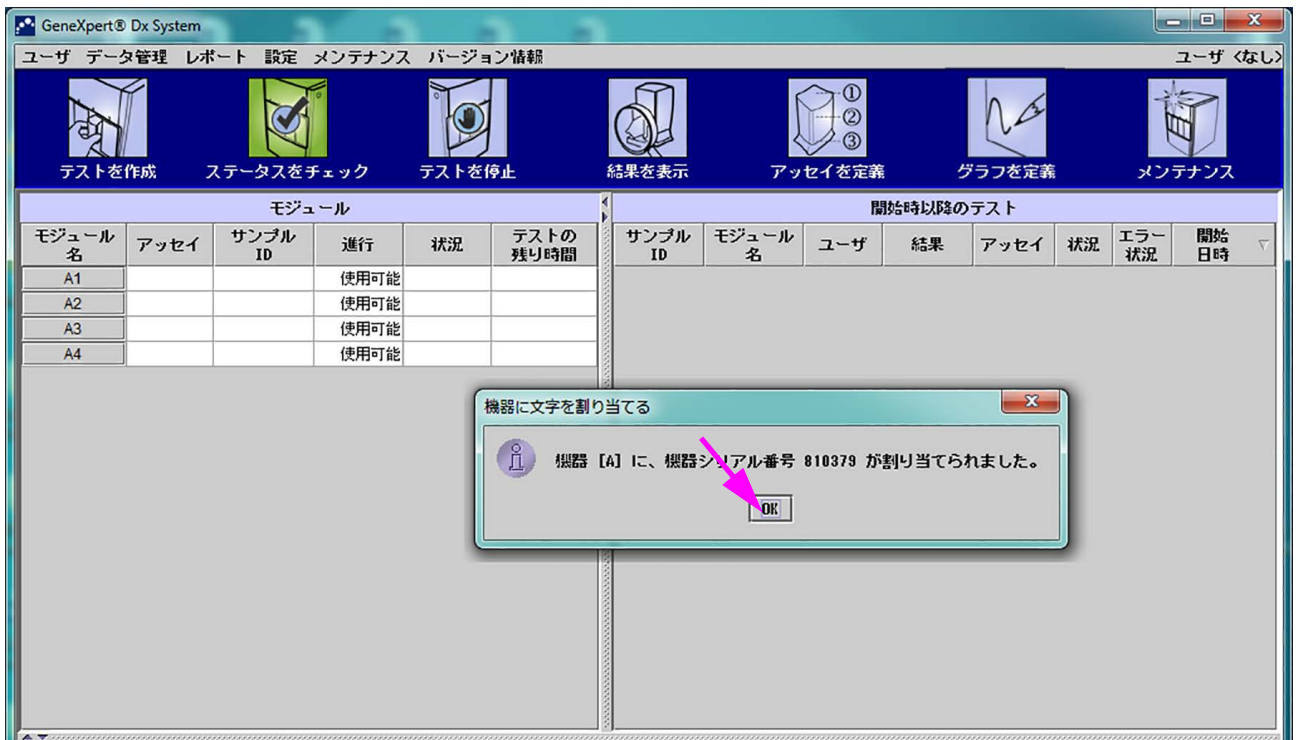 GeneXpert® Dx System
ユーザ データ管理 レポート 設定 メンテナンス バージョン情報 ユーザ <なし>
① ② ③
テストを作成 ステータスをチェック テストを停止 結果を表示 アッセイを定義 グラフを定義 メンテナンス
モジュール 開始時以降のテスト
モジュール名 アッセイ サンプルID 進行 状況 テストの残り時間 サンプルID モジュール名 ユーザ 結果 アッセイ 状況 エラー状況 開始日時
A1 使用可能
A2 使用可能
A3 使用可能
A4 使用可能
機器に文字を割り当てる
機器 [A] に、機器シリアル番号 810379 が割り当てられました。
OK